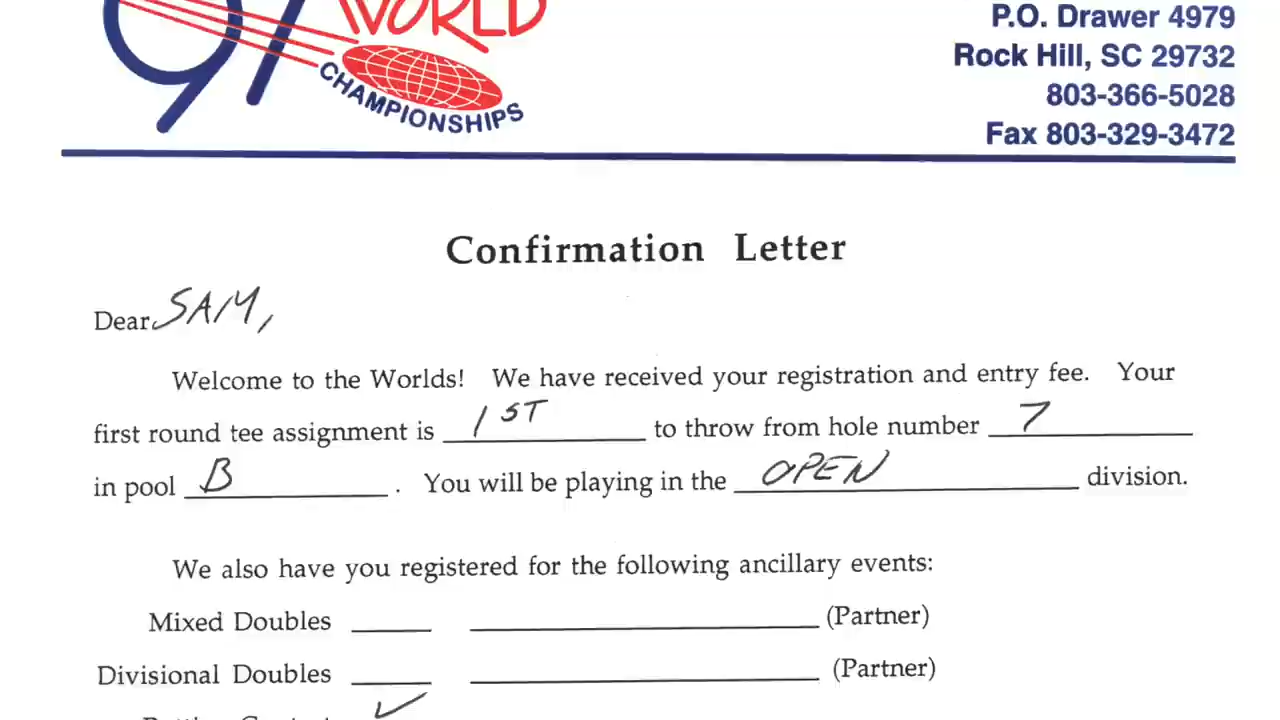 97 WORLD
CHAMPIONSHIPS
P.O. Drawer 4979
Rock Hill, SC 29732
803-366-5028
Fax 803-329-3472
Confirmation Letter
Dear SAM,
Welcome to the Worlds! We have received your registration and entry fee. Your
first round tee assignment is 1ST to throw from hole number 7
in pool B . You will be playing in the OPEN division.
We also have you registered for the following ancillary events:
Mixed Doubles (Partner)
Divisional Doubles (Partner)